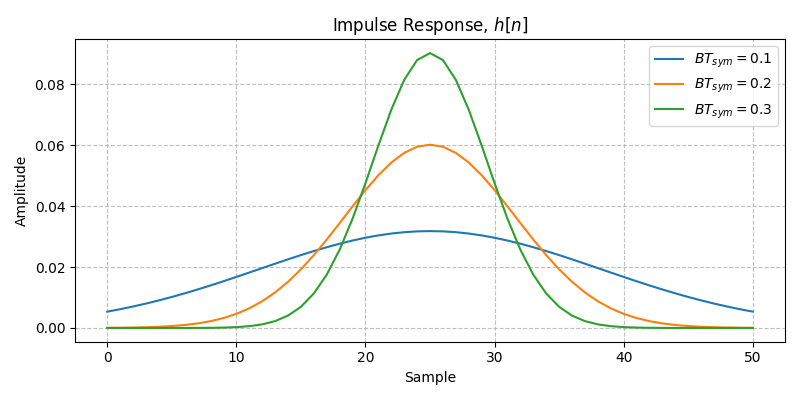 Impulse Response, h[n]
BT_sym = 0.1
BT_sym = 0.2
BT_sym = 0.3
Amplitude
0.08
0.06
0.04
0.02
0.00
0 10 20 30 40 50
Sample